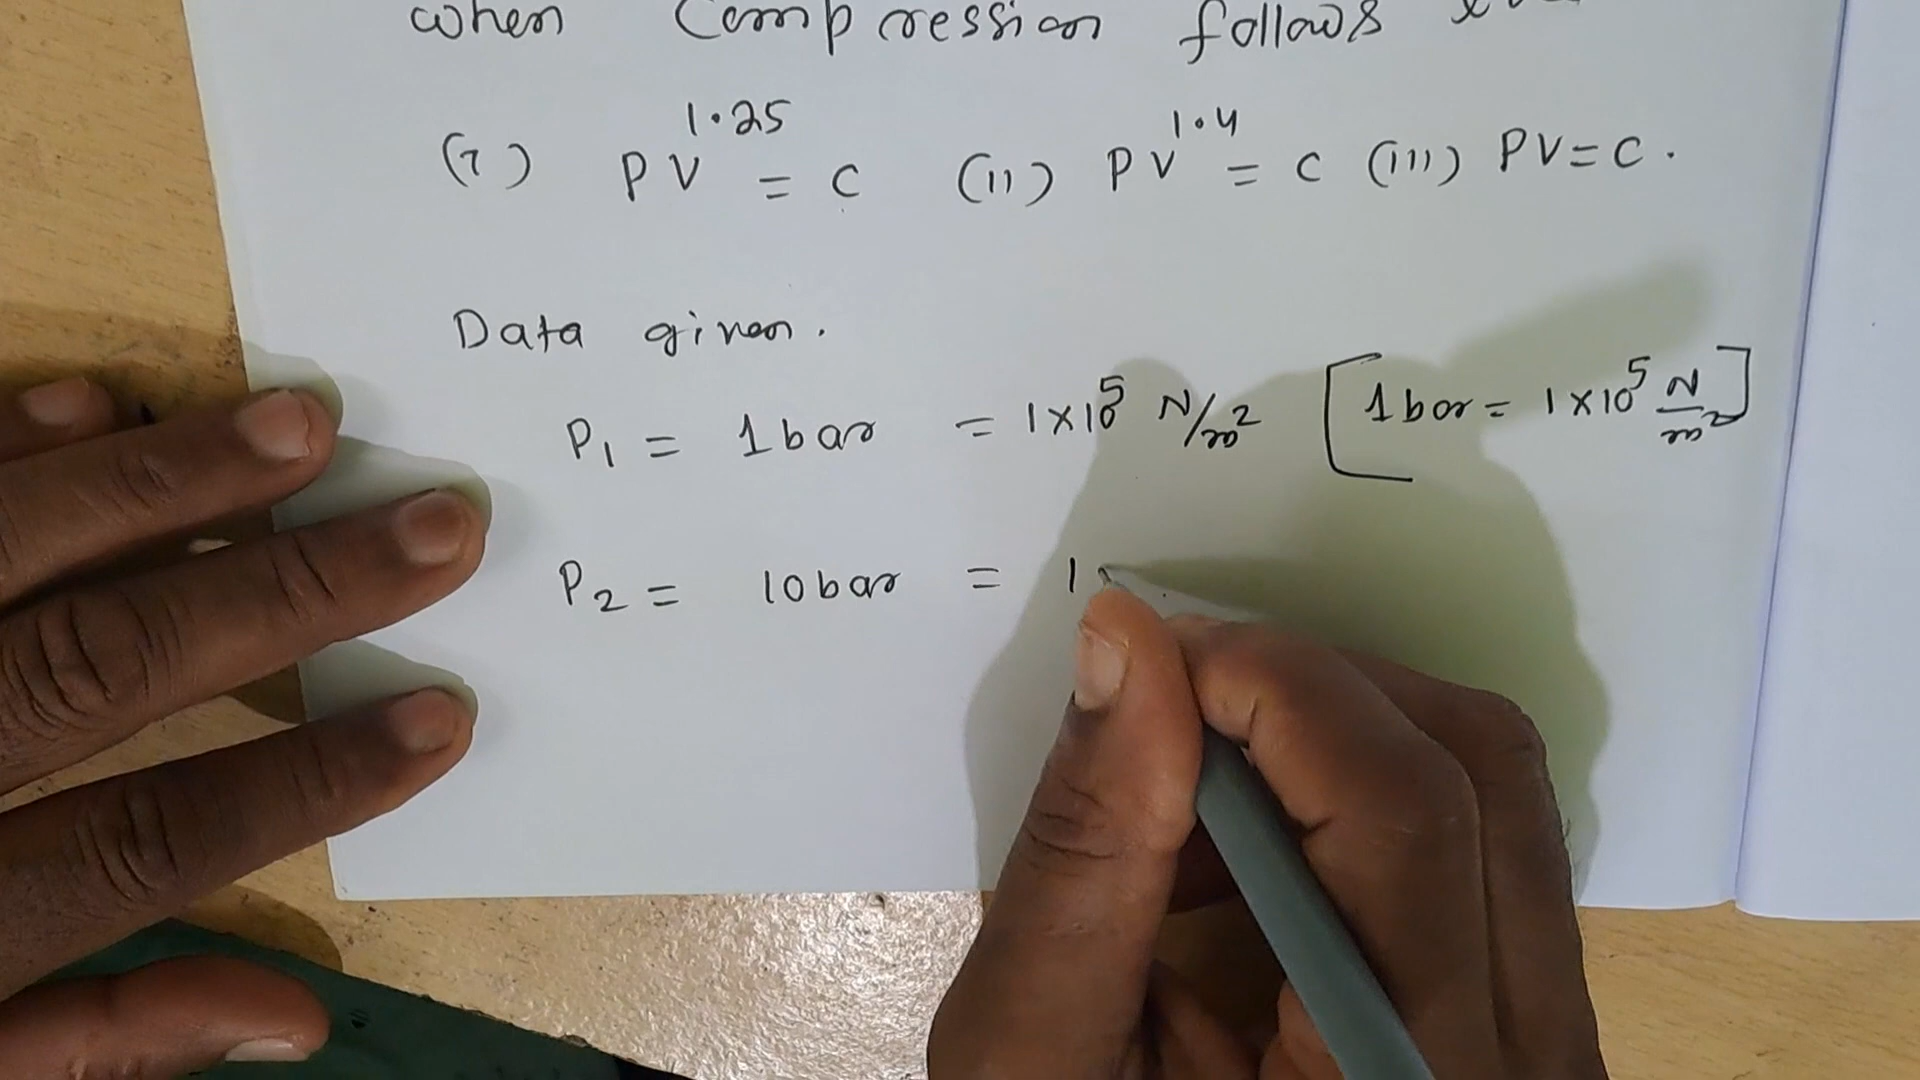 when Compression follows
(i) PV^1.25 = C (ii) PV^1.4 = C (iii) PV = C.
Data given.
P1 = 1 bar = 1×10^5 N/m^2 [1 bar = 1×10^5 N/m^2]
P2 = 10 bar = 1